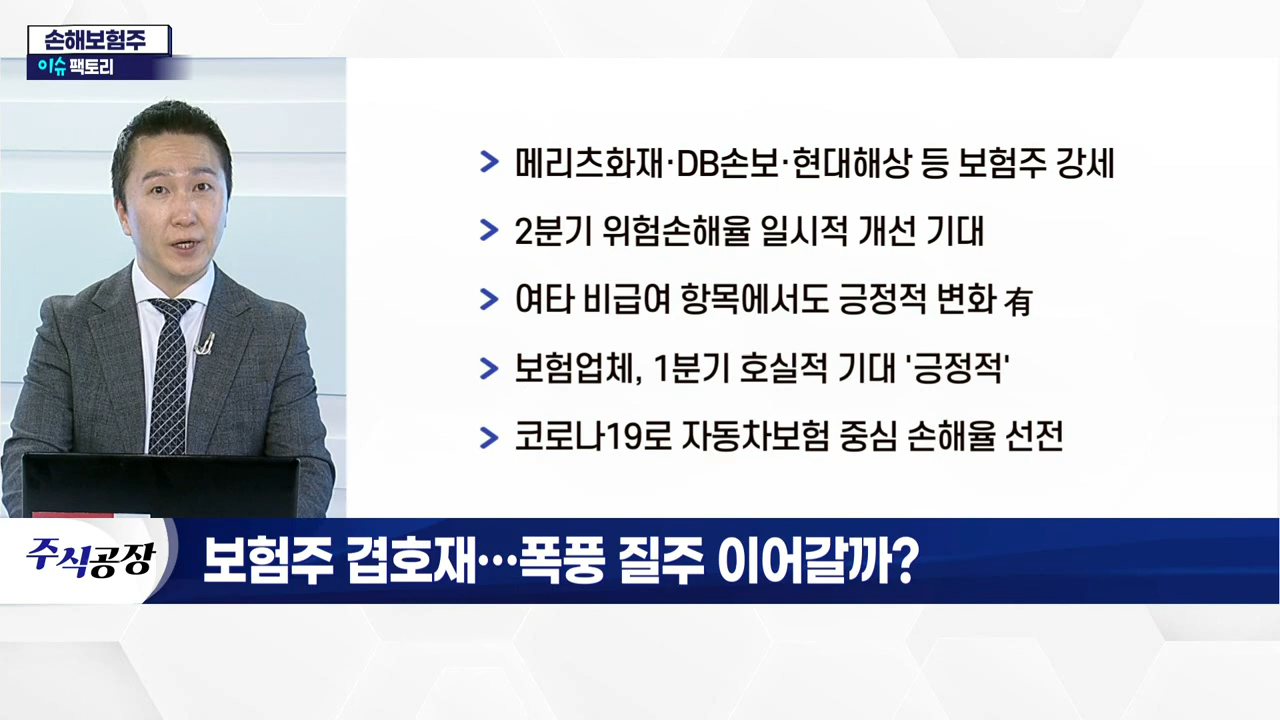 손해보험주
이슈 팩토리
> 메리츠화재·DB손보·현대해상 등 보험주 강세
> 2분기 위험손해율 일시적 개선 기대
> 여타 비급여 항목에서도 긍정적 변화 有
> 보험업체, 1분기 호실적 기대 '긍정적'
> 코로나19로 자동차보험 중심 손해율 선전
주식공장
보험주 겹호재…폭풍 질주 이어갈까?